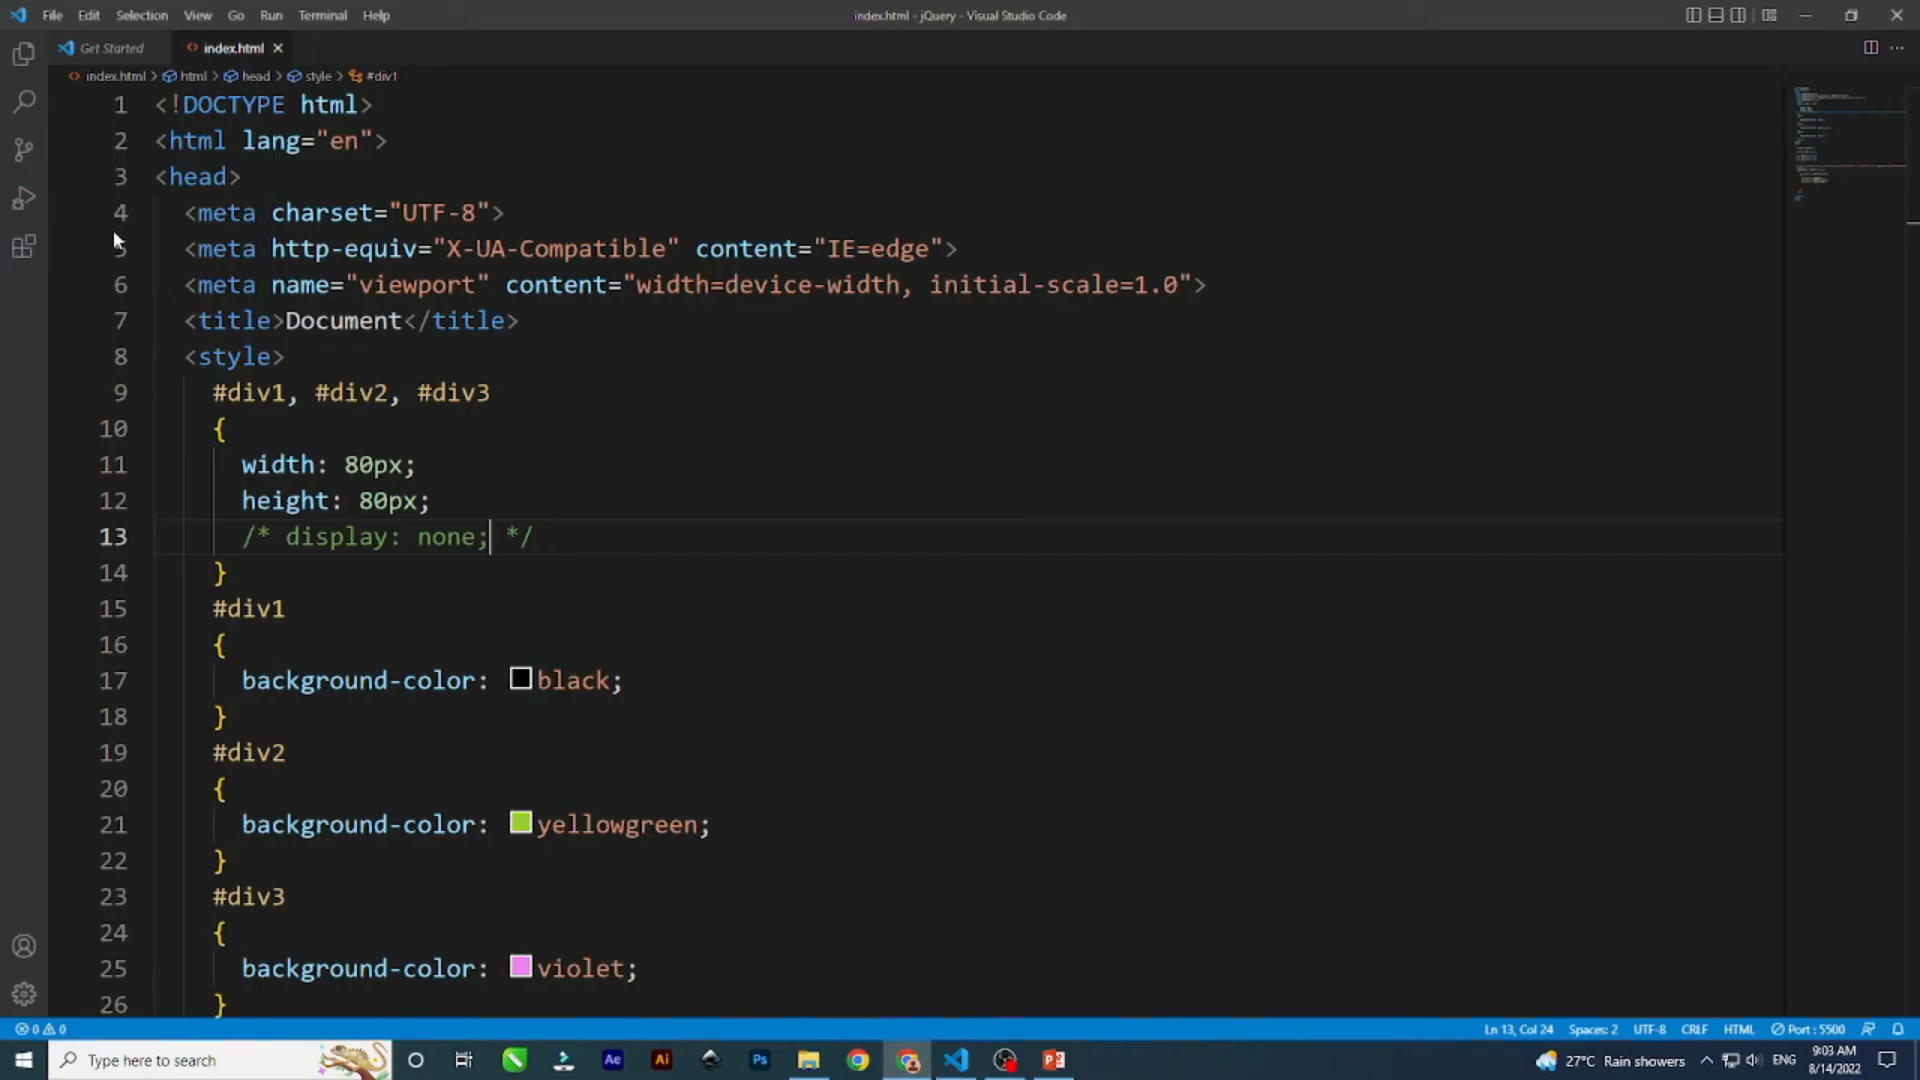 File Edit Selection View Go Run Terminal Help
index.html - jQuery - Visual Studio Code
Get Started
index.html
index.html > html > head > style > #div1
1 <!DOCTYPE html>
2 <html lang="en">
3 <head>
4 <meta charset="UTF-8">
5 <meta http-equiv="X-UA-Compatible" content="IE=edge">
6 <meta name="viewport" content="width=device-width, initial-scale=1.0">
7 <title>Document</title>
8 <style>
9 #div1, #div2, #div3
10 {
11 width: 80px;
12 height: 80px;
13 /* display: none; */
14 }
15 #div1
16 {
17 background-color: black;
18 }
19 #div2
20 {
21 background-color: yellowgreen;
22 }
23 #div3
24 {
25 background-color: violet;
26 }
0 0
Ln 13, Col 24 Spaces: 2 UTF-8 CRLF HTML Port : 5500
Type here to search
Ae Ai Ps
27°C Rain showers ENG
9:03 AM
8/14/2022